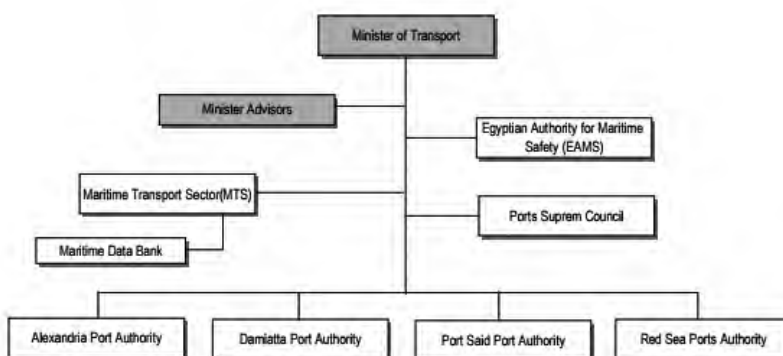 Minister of Transport
Minister Advisors
Egyptian Authority for Maritime
Safety (EAMS)
Maritime Transport Sector(MTS)
Ports Suprem Council
Maritime Data Bank
Alexandria Port Authority
Damiatta Port Authority
Port Said Port Authority
Red Sea Ports Authority